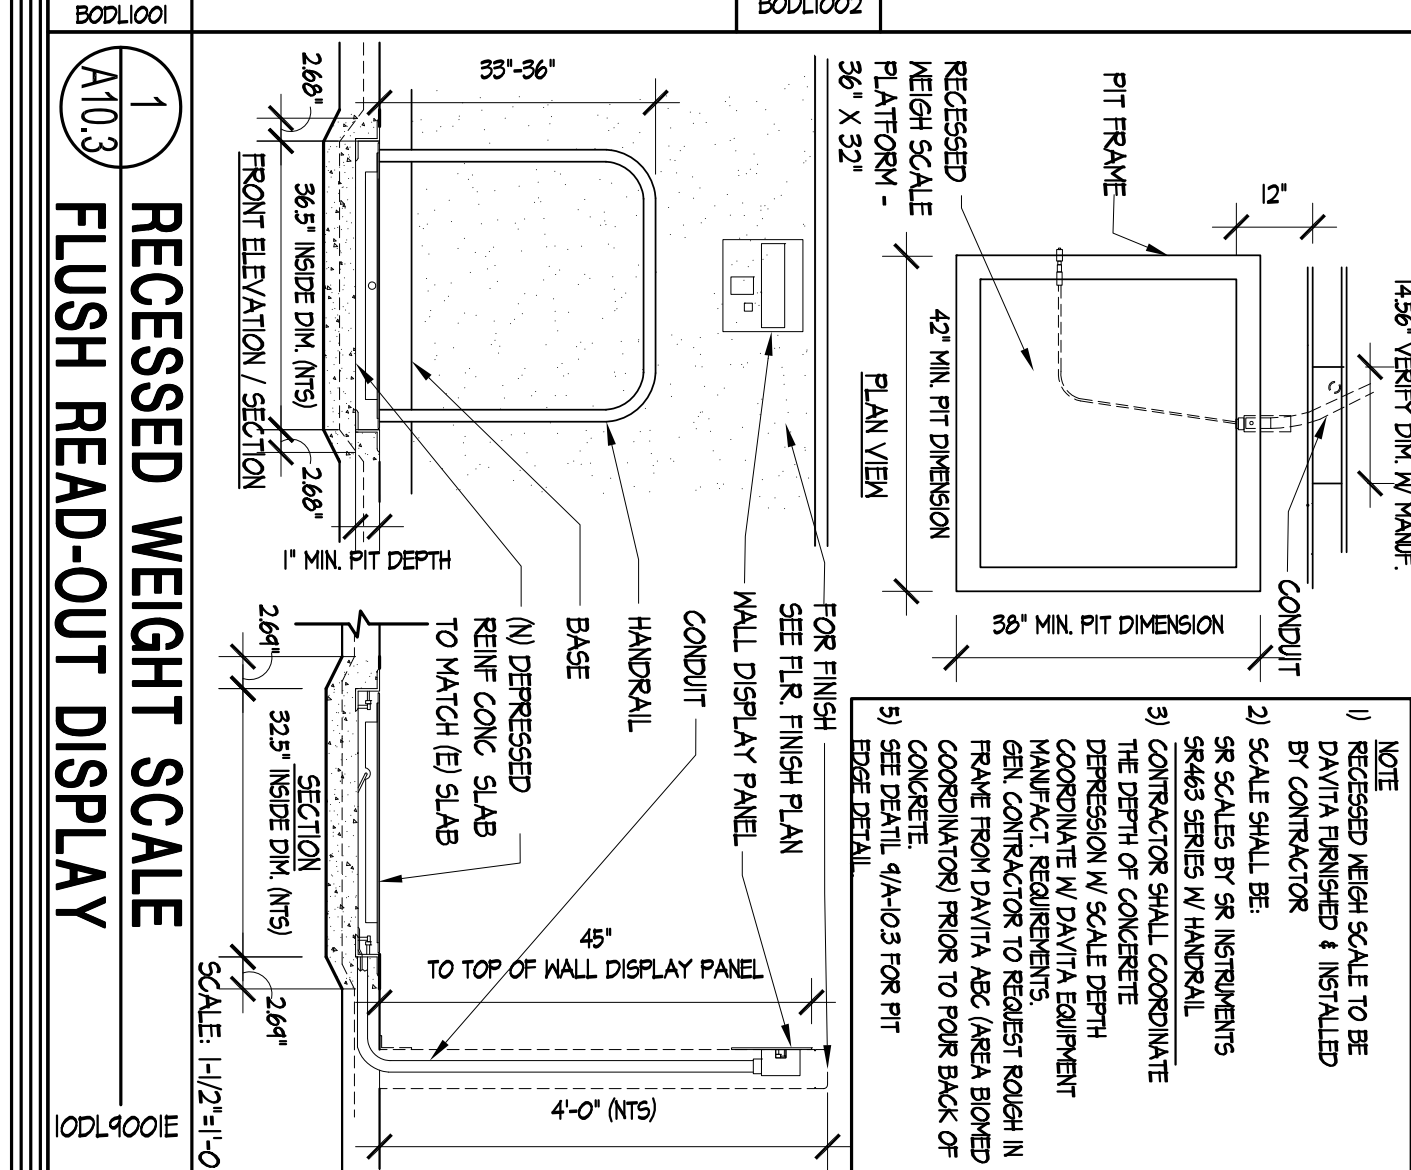 BODL1001
BODL1002
1
A10.3
RECESSED WEIGHT SCALE
FLUSH READ-OUT DISPLAY
10DL9001E
SCALE: 1-1/2"=1'-0
PIT FRAME
RECESSED
WEIGH SCALE
PLATFORM -
36" X 32"
12"
14.56" VERIFY DIM. W/ MANUF.
CONDUIT
42" MIN. PIT DIMENSION
38" MIN. PIT DIMENSION
PLAN VIEW
33"-36"
2.68"
36.5" INSIDE DIM. (NTS)
2.68"
FRONT ELEVATION / SECTION
1" MIN. PIT DEPTH
FOR FINISH
SEE FLR. FINISH PLAN
WALL DISPLAY PANEL
CONDUIT
HANDRAIL
BASE
(N) DEPRESSED
REINF CONC SLAB
TO MATCH (E) SLAB
2.69"
32.5" INSIDE DIM. (NTS)
SECTION
2.69"
45"
TO TOP OF WALL DISPLAY PANEL
4'-0" (NTS)
NOTE
1) RECESSED WEIGH SCALE TO BE
DAVITA FURNISHED & INSTALLED
BY CONTRACTOR
2) SCALE SHALL BE:
SR SCALES BY SR INSTRUMENTS
SR463 SERIES W/ HANDRAIL
3) CONTRACTOR SHALL COORDINATE
THE DEPTH OF CONCRETE
DEPRESSION W/ SCALE DEPTH
COORDINATE W/ DAVITA EQUIPMENT
MANUFACT. REQUIREMENTS.
GEN. CONTRACTOR TO REQUEST ROUGH IN
FRAME FROM DAVITA ABC (AREA BIOMED
COORDINATOR) PRIOR TO POUR BACK OF
CONCRETE.
5) SEE DEATIL 9/A-10.3 FOR PIT
EDGE DETAIL.